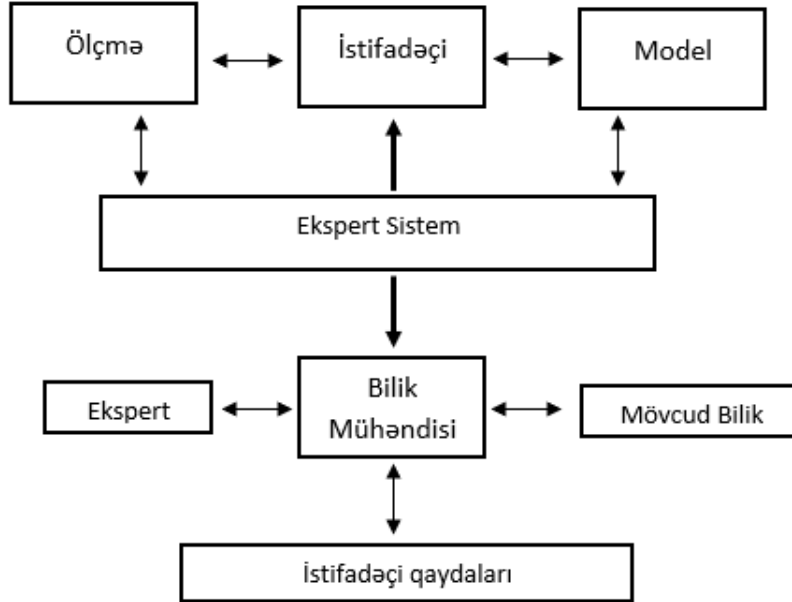 Ölçmə
İstifadəçi
Model
Ekspert Sistem
Ekspert
Bilik
Mühəndisi
Mövcud Bilik
İstifadəçi qaydaları